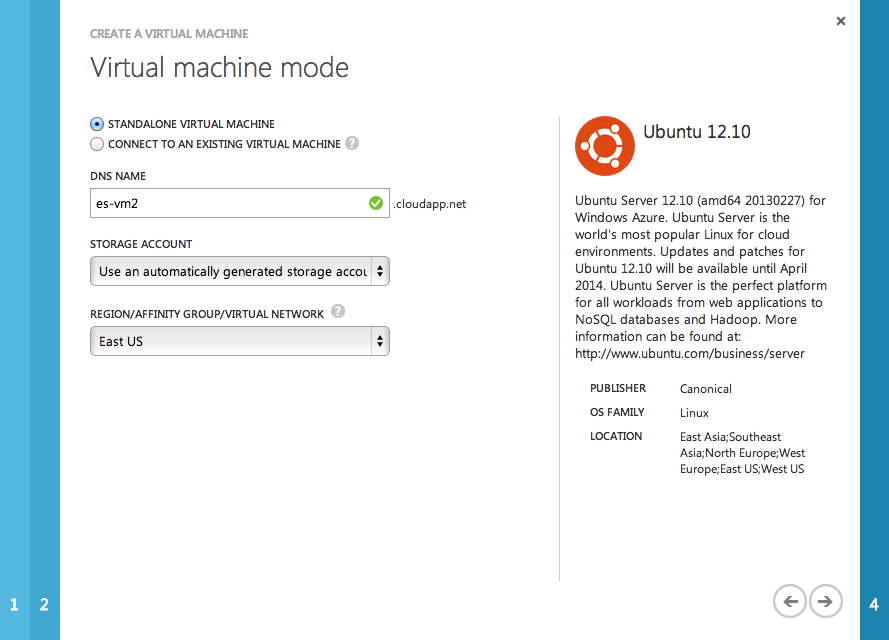 CREATE A VIRTUAL MACHINE
Virtual machine mode
STANDALONE VIRTUAL MACHINE
CONNECT TO AN EXISTING VIRTUAL MACHINE ?
DNS NAME
es-vm2 .cloudapp.net
STORAGE ACCOUNT
Use an automatically generated storage accou
REGION/AFFINITY GROUP/VIRTUAL NETWORK ?
East US
Ubuntu 12.10
Ubuntu Server 12.10 (amd64 20130227) for
Windows Azure. Ubuntu Server is the
world's most popular Linux for cloud
environments. Updates and patches for
Ubuntu 12.10 will be available until April
2014. Ubuntu Server is the perfect platform
for all workloads from web applications to
NoSQL databases and Hadoop. More
information can be found at:
http://www.ubuntu.com/business/server
PUBLISHER Canonical
OS FAMILY Linux
LOCATION East Asia;Southeast
Asia;North Europe;West
Europe;East US;West US
1 2
4